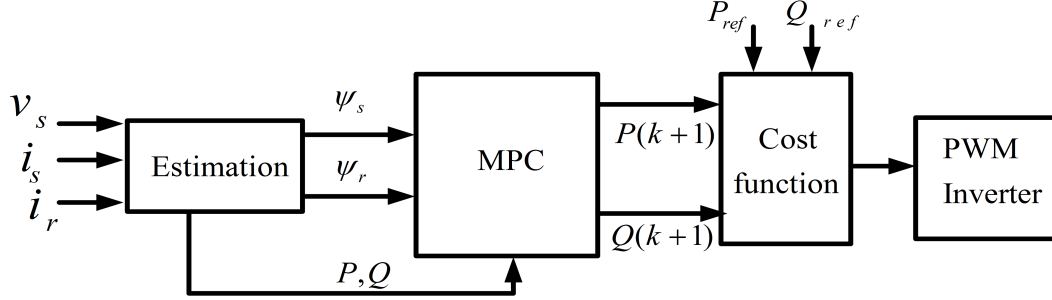 P_ref Q_ref
v_s
ψ_s
i_s
Estimation
ψ_r
i_r
P,Q
MPC
P(k+1)
Q(k+1)
Cost
function
PWM
Inverter